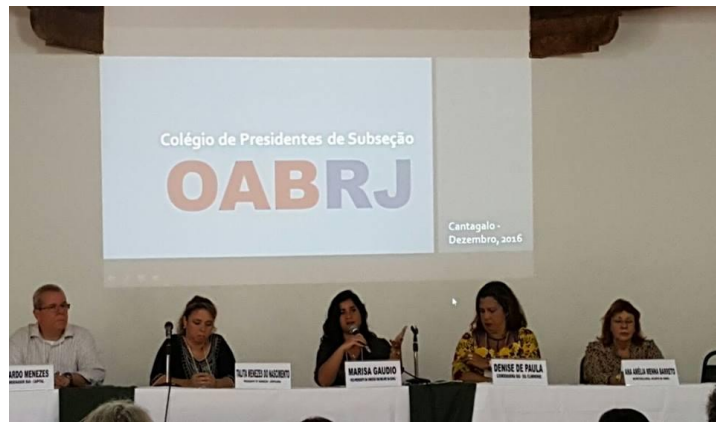 Colégio de Presidentes de Subseção
OABRJ
Cantagalo -
Dezembro, 2016
ARDO MENEZES
TALITA MENEZES DO NASCIMENTO
MARISA GAUDIO
DENISE DE PAULA
ANA AMÉLIA MENNA BARRETO